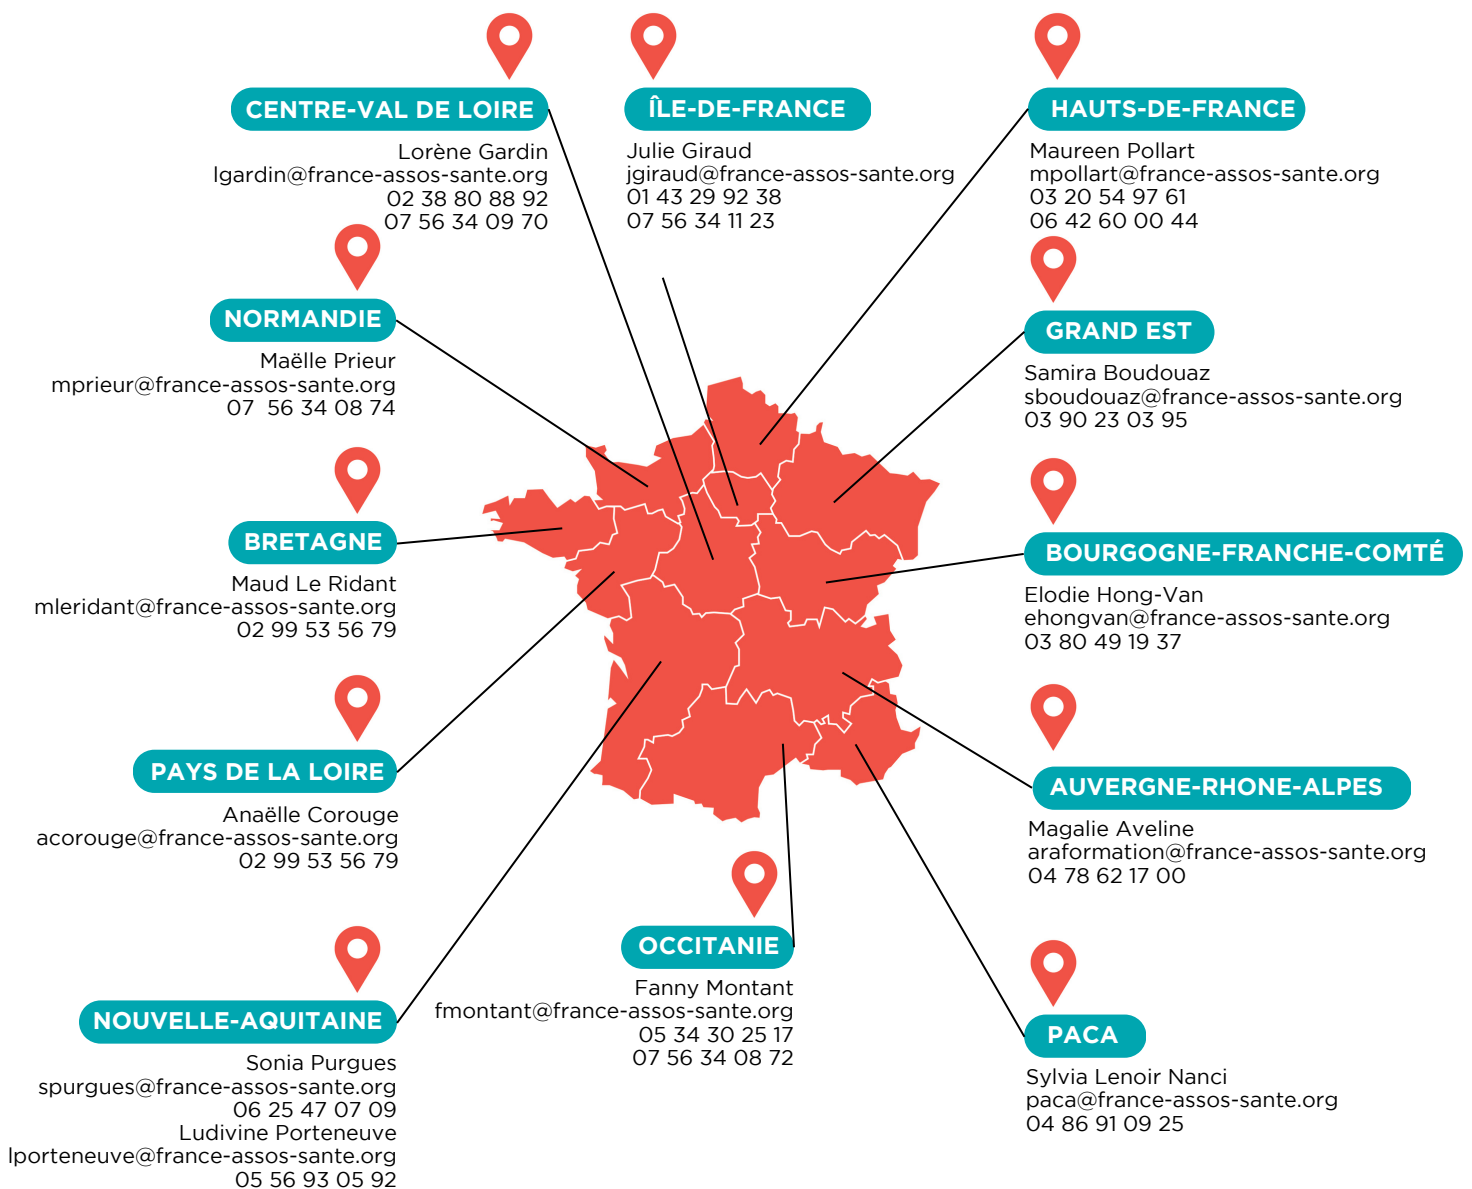 CENTRE-VAL DE LOIRE
Lorène Gardin
lgardin@france-assos-sante.org
02 38 80 88 92
07 56 34 09 70
ÎLE-DE-FRANCE
Julie Giraud
jgiraud@france-assos-sante.org
01 43 29 92 38
07 56 34 11 23
HAUTS-DE-FRANCE
Maureen Pollart
mpollart@france-assos-sante.org
03 20 54 97 61
06 42 60 00 44
NORMANDIE
Maëlle Prieur
mprieur@france-assos-sante.org
07  56 34 08 74
GRAND EST
Samira Boudouaz
sboudouaz@france-assos-sante.org
03 90 23 03 95
BRETAGNE
Maud Le Ridant
mleridant@france-assos-sante.org
02 99 53 56 79
BOURGOGNE-FRANCHE-COMTÉ
Elodie Hong-Van
ehongvan@france-assos-sante.org
03 80 49 19 37
PAYS DE LA LOIRE
Anaëlle Corouge
acorouge@france-assos-sante.org
02 99 53 56 79
AUVERGNE-RHONE-ALPES
Magalie Aveline
araformation@france-assos-sante.org
04 78 62 17 00
NOUVELLE-AQUITAINE
Sonia Purgues
spurgues@france-assos-sante.org
06 25 47 07 09
Ludivine Porteneuve
lporteneuve@france-assos-sante.org
05 56 93 05 92
OCCITANIE
Fanny Montant
fmontant@france-assos-sante.org
05 34 30 25 17
07 56 34 08 72
PACA
Sylvia Lenoir Nanci
paca@france-assos-sante.org
04 86 91 09 25